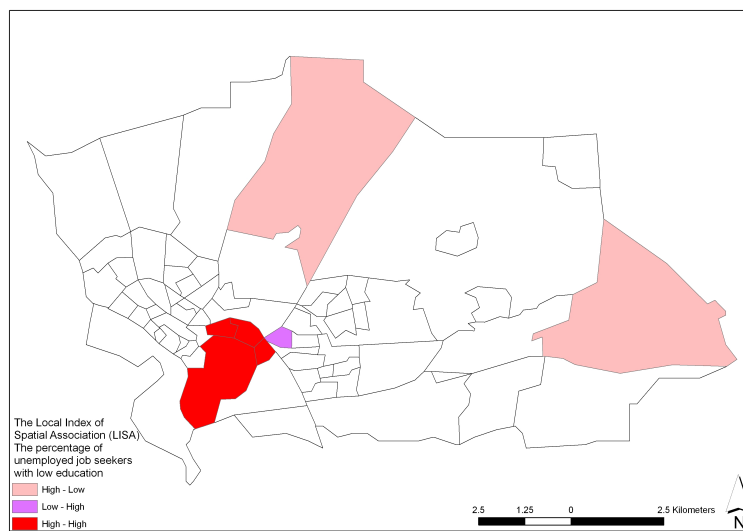 The Local Index of
Spatial Association (LISA)
The percentage of
unemployed job seekers
with low education
High - Low
Low - High
High - High
2.5 1.25 0 2.5 Kilometers
N